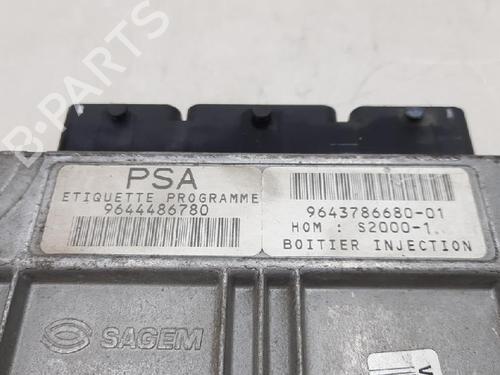 B-PARTS
PSA
ETIQUETTE PROGRAMME
9644486780
9643786680-01
HOM : S2000-1..
BOITIER INJECTION
SAGEM